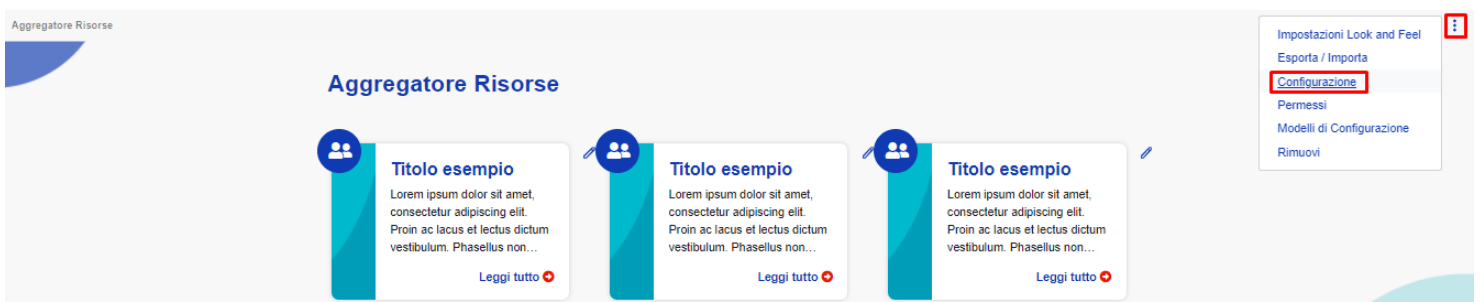 Aggregatore Risorse
Impostazioni Look and Feel
Esporta / Importa
Configurazione
Permessi
Modelli di Configurazione
Rimuovi
Aggregatore Risorse
Titolo esempio
Lorem ipsum dolor sit amet,
consectetur adipiscing elit.
Proin ac lacus et lectus dictum
vestibulum. Phasellus non...
Leggi tutto
Titolo esempio
Lorem ipsum dolor sit amet,
consectetur adipiscing elit.
Proin ac lacus et lectus dictum
vestibulum. Phasellus non...
Leggi tutto
Titolo esempio
Lorem ipsum dolor sit amet,
consectetur adipiscing elit.
Proin ac lacus et lectus dictum
vestibulum. Phasellus non...
Leggi tutto